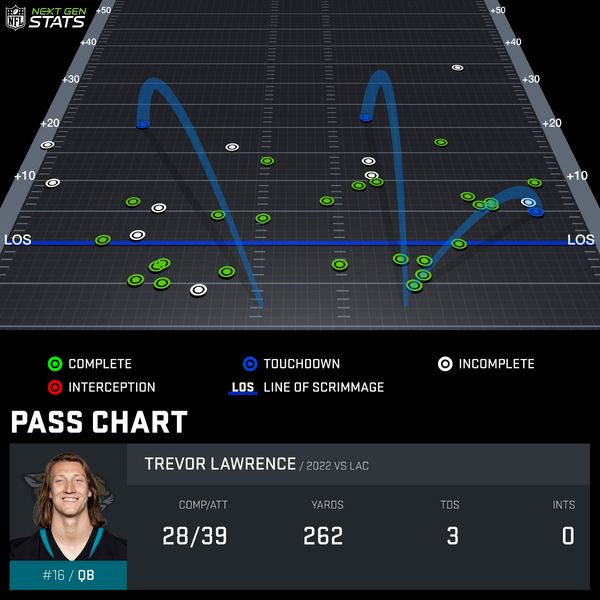 NFL NEXT GEN STATS
+50 +50
+40 +40
+30 +30
+20 +20
+10 +10
LOS LOS
COMPLETE TOUCHDOWN INCOMPLETE
INTERCEPTION LOS LINE OF SCRIMMAGE
PASS CHART
TREVOR LAWRENCE / 2022 VS LAC
COMP/ATT YARDS TDS INTS
28/39 262 3 0
#16 / QB